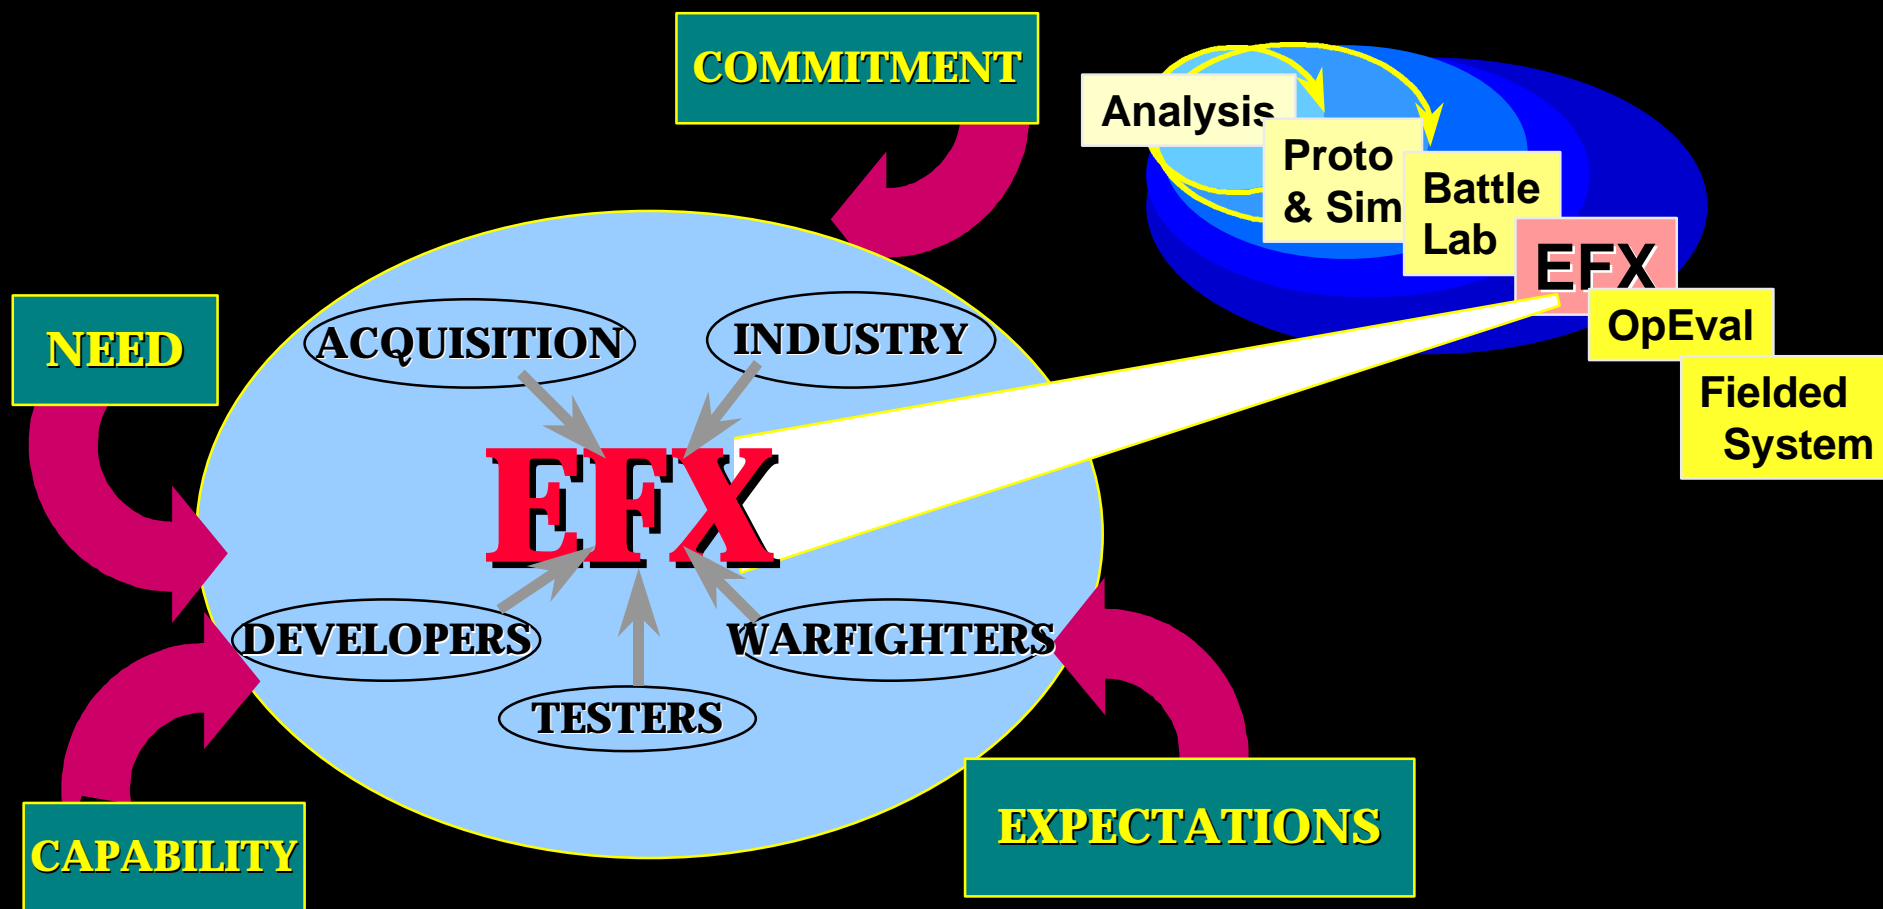 COMMITMENT
Analysis
Proto
& Sim
Battle
Lab
EFX
OpEval
Fielded
System
NEED
ACQUISITION
INDUSTRY
EFX
DEVELOPERS
WARFIGHTERS
TESTERS
CAPABILITY
EXPECTATIONS